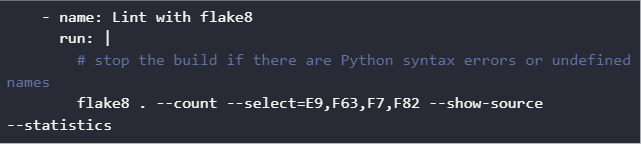 - name: Lint with flake8
run: |
# stop the build if there are Python syntax errors or undefined
names
flake8 . --count --select=E9,F63,F7,F82 --show-source
--statistics